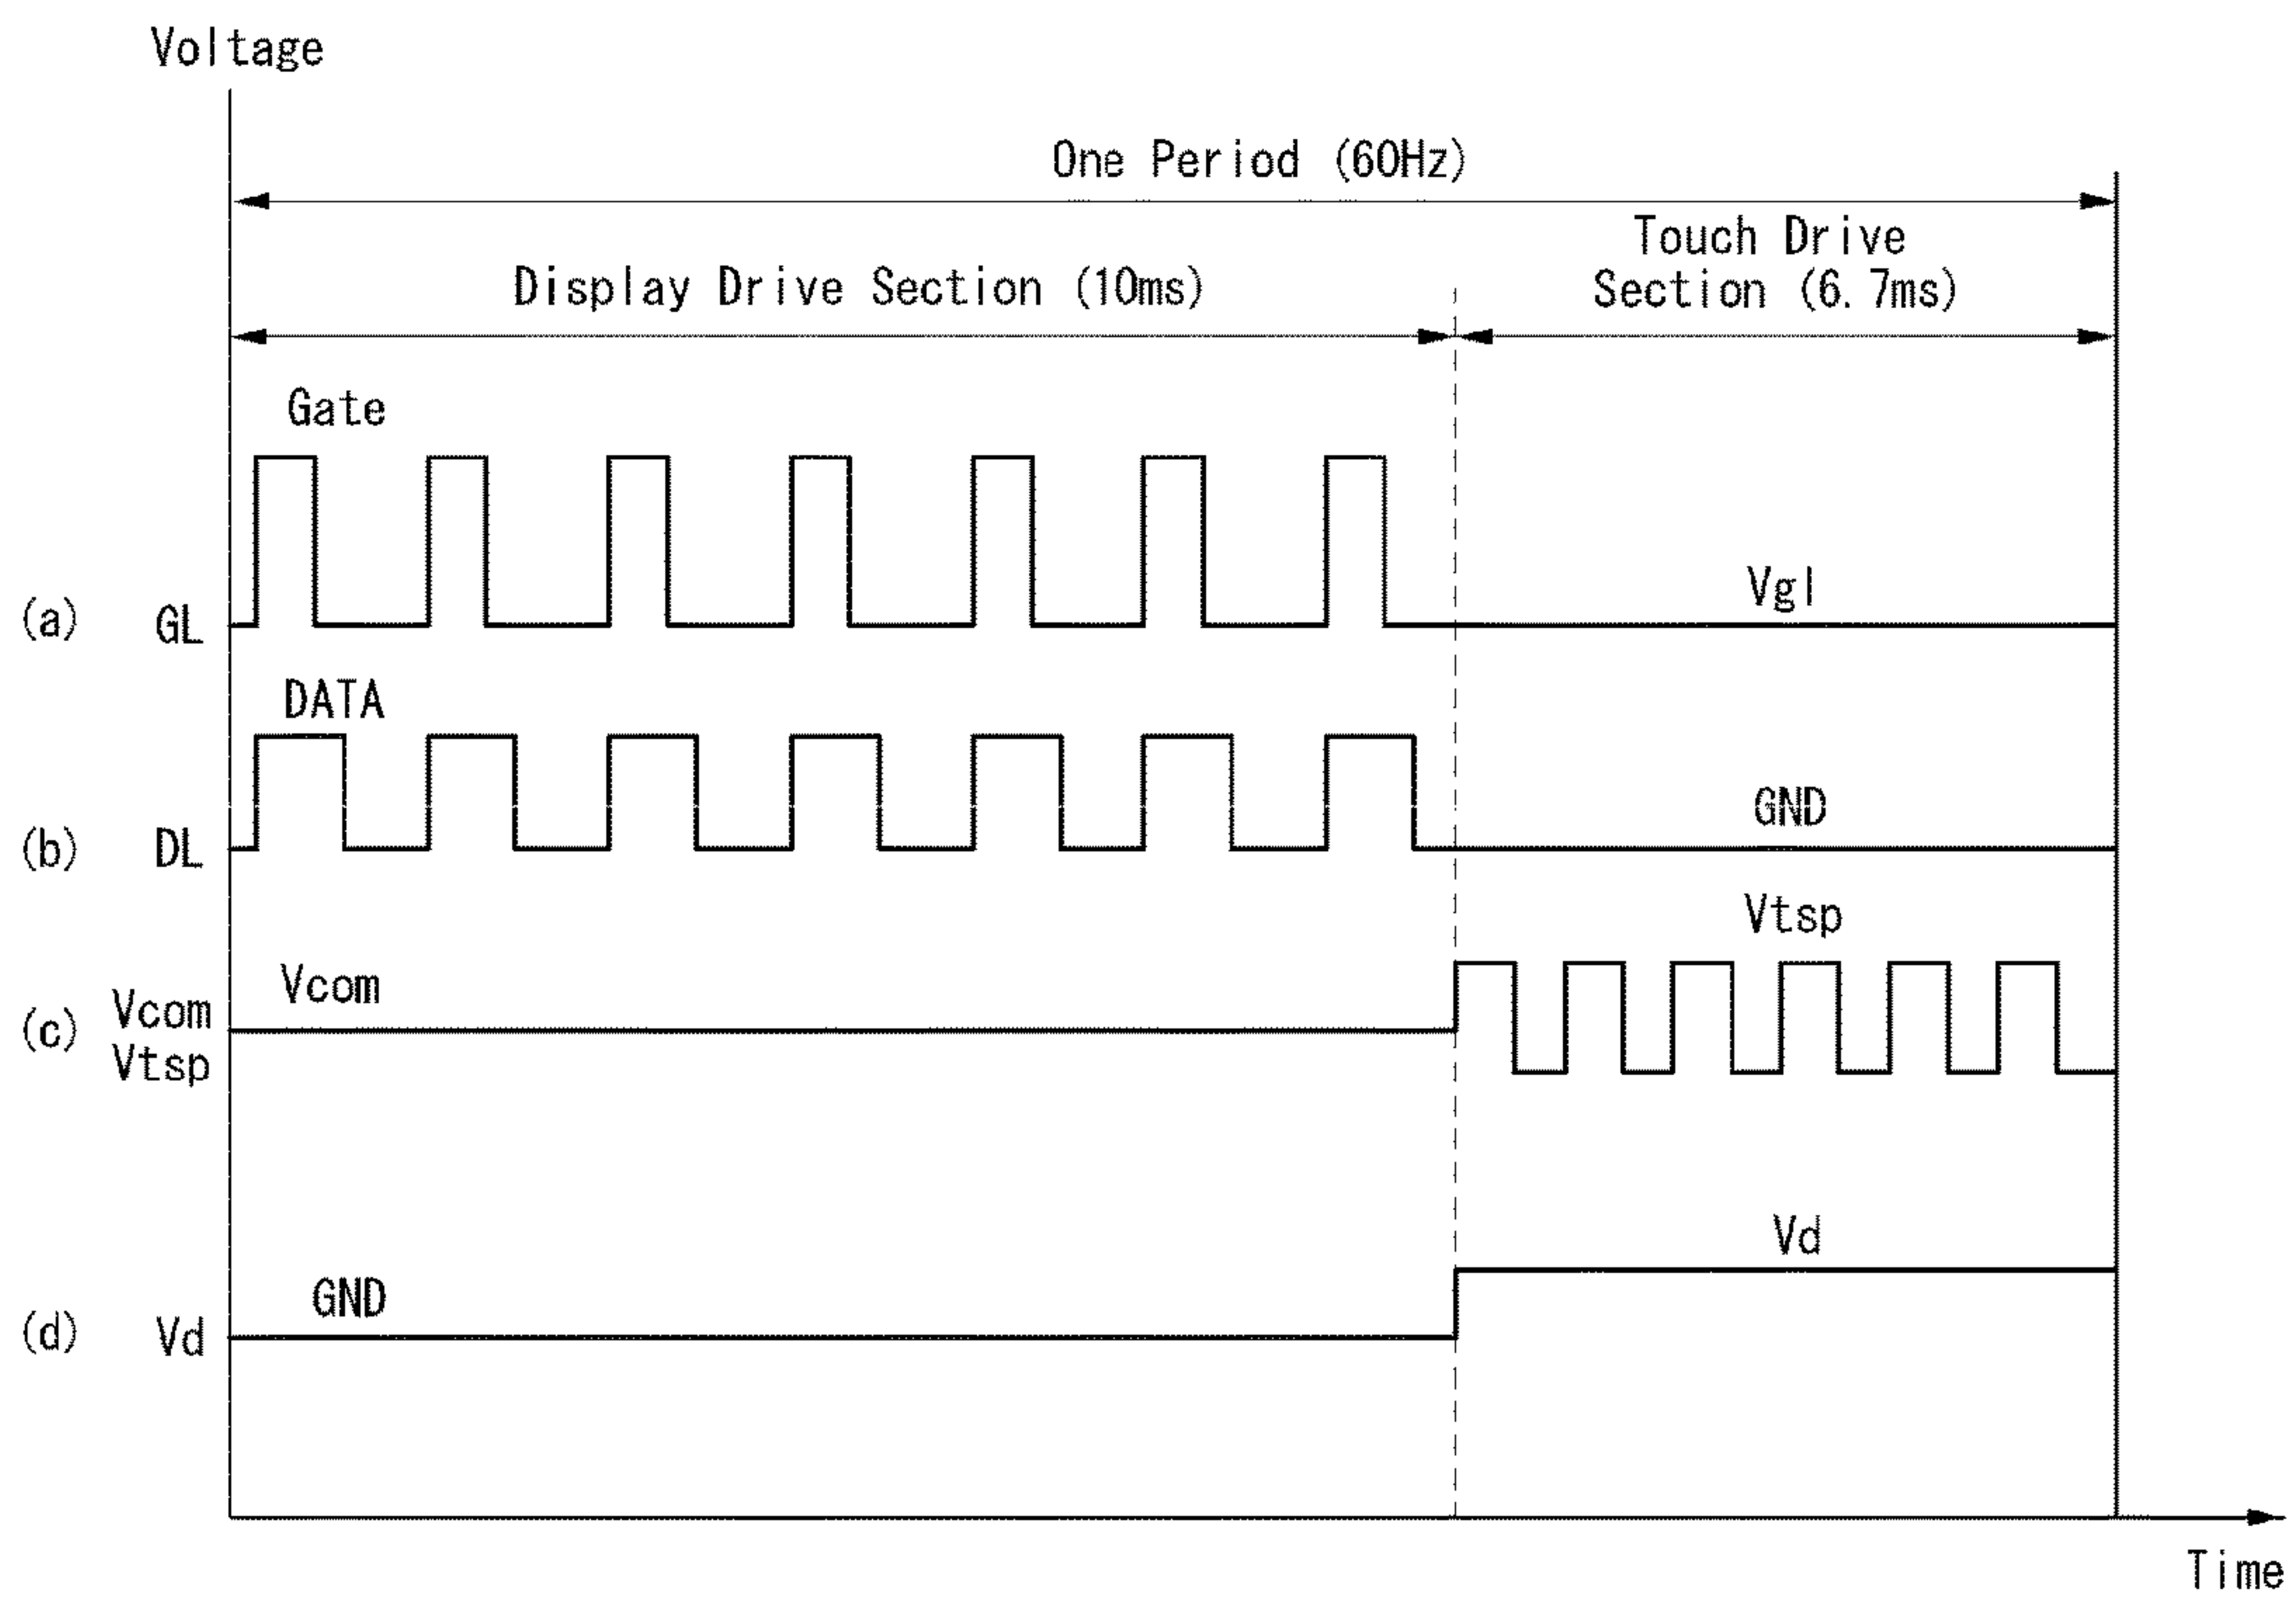 Voltage
One Period (60Hz)
Touch Drive
Section (6.7ms)
Display Drive Section (10ms)
Gate
Vgl
(a) GL
DATA
GND
(b) DL
Vtsp
Vcom
(c) Vcom
Vtsp
Vd
GND
(d) Vd
Time